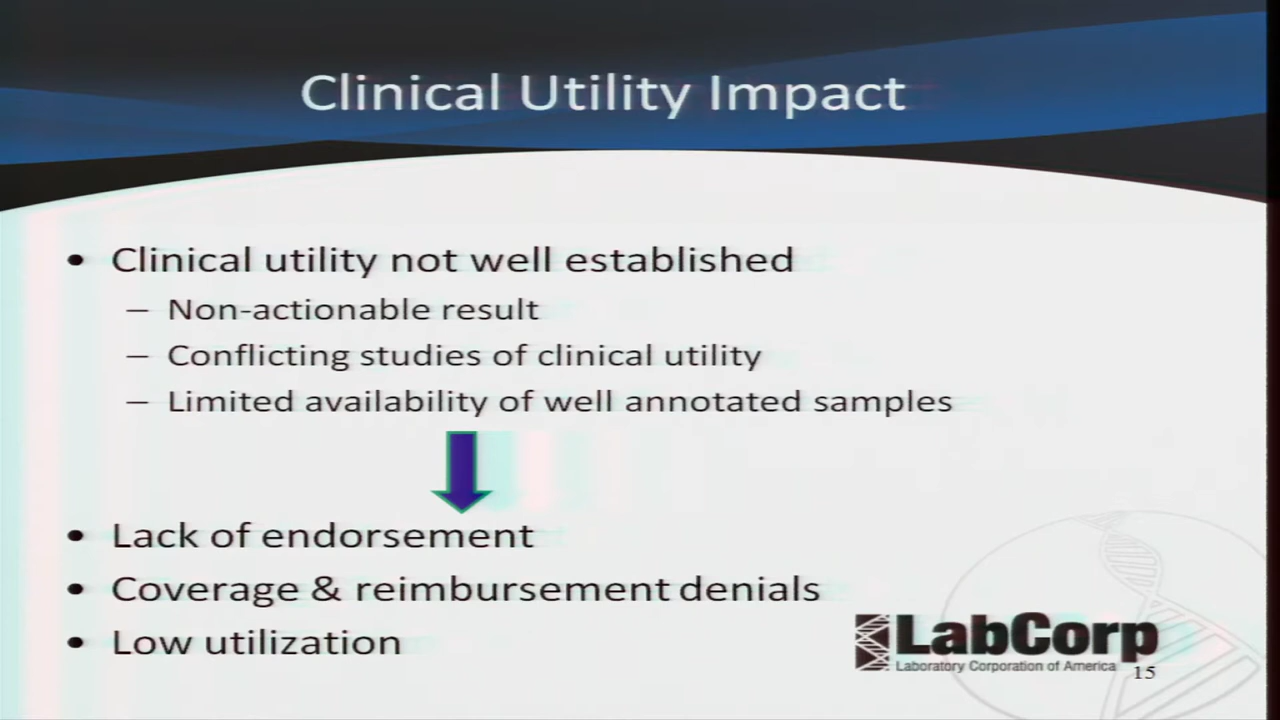 Clinical Utility Impact
• Clinical utility not well established
– Non-actionable result
– Conflicting studies of clinical utility
– Limited availability of well annotated samples
• Lack of endorsement
• Coverage & reimbursement denials
• Low utilization
LabCorp
Laboratory Corporation of America
15